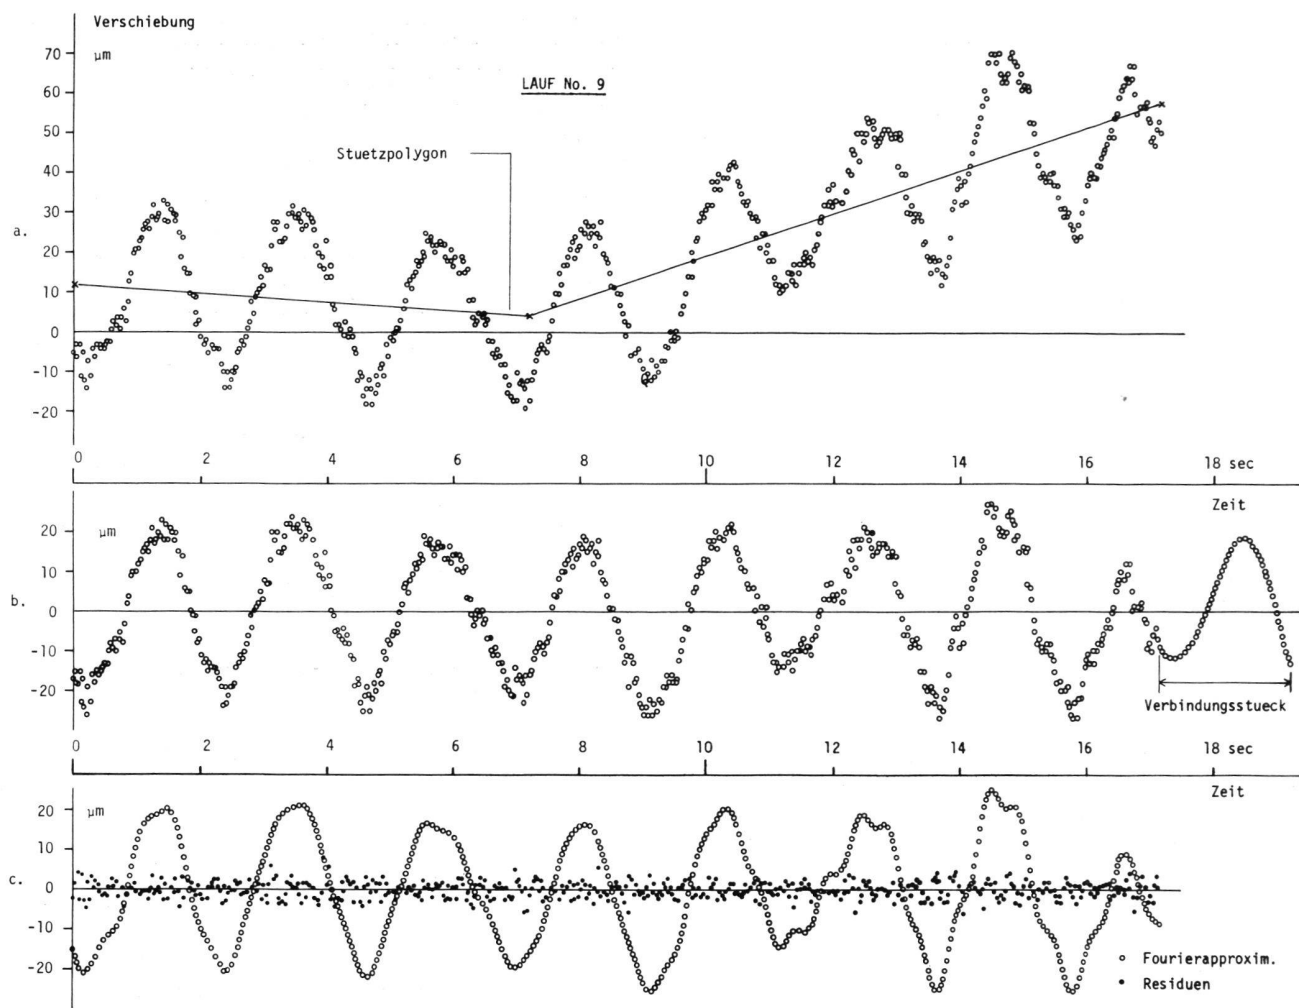 Verschiebung
µm
70
60
50
40
30
20
10
0
-10
-20
a.
LAUF No. 9
Stuetzpolygon
0 2 4 6 8 10 12 14 16 18 sec
Zeit
µm
20
10
0
-10
-20
b.
Verbindungsstueck
0 2 4 6 8 10 12 14 16 18 sec
Zeit
µm
20
10
0
-10
-20
c.
Fourierapproxim.
Residuen